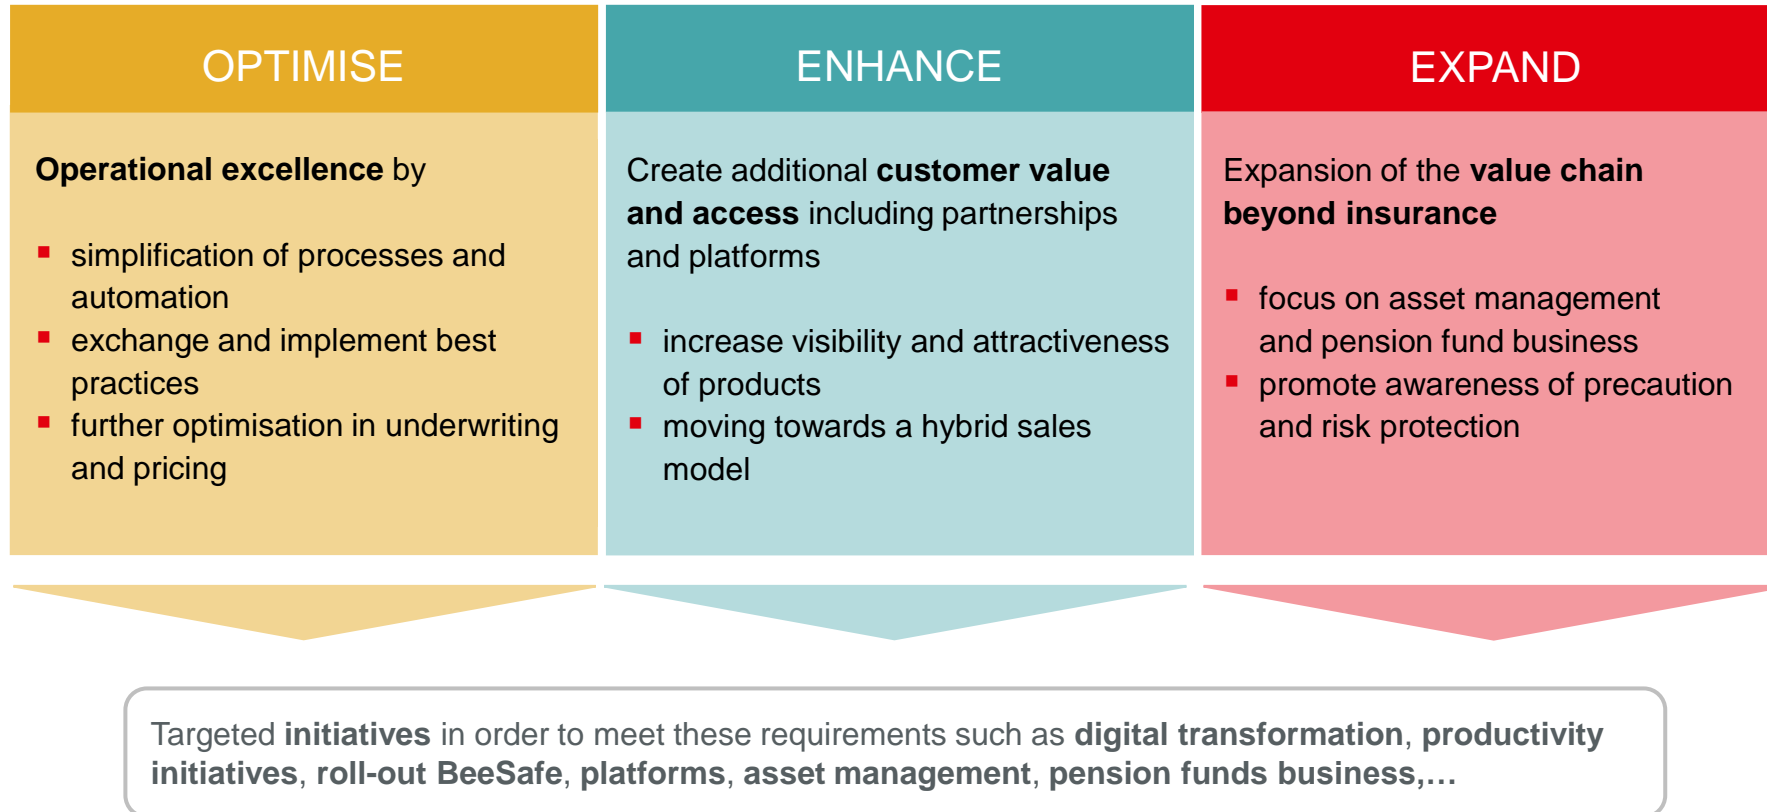 OPTIMISE
Operational excellence by
simplification of processes and
automation
exchange and implement best
practices
further optimisation in underwriting
and pricing
ENHANCE
Create additional customer value
and access including partnerships
and platforms
increase visibility and attractiveness
of products
moving towards a hybrid sales
model
EXPAND
Expansion of the value chain
beyond insurance
focus on asset management
and pension fund business
promote awareness of precaution
and risk protection
Targeted initiatives in order to meet these requirements such as digital transformation, productivity
initiatives, roll-out BeeSafe, platforms, asset management, pension funds business,…